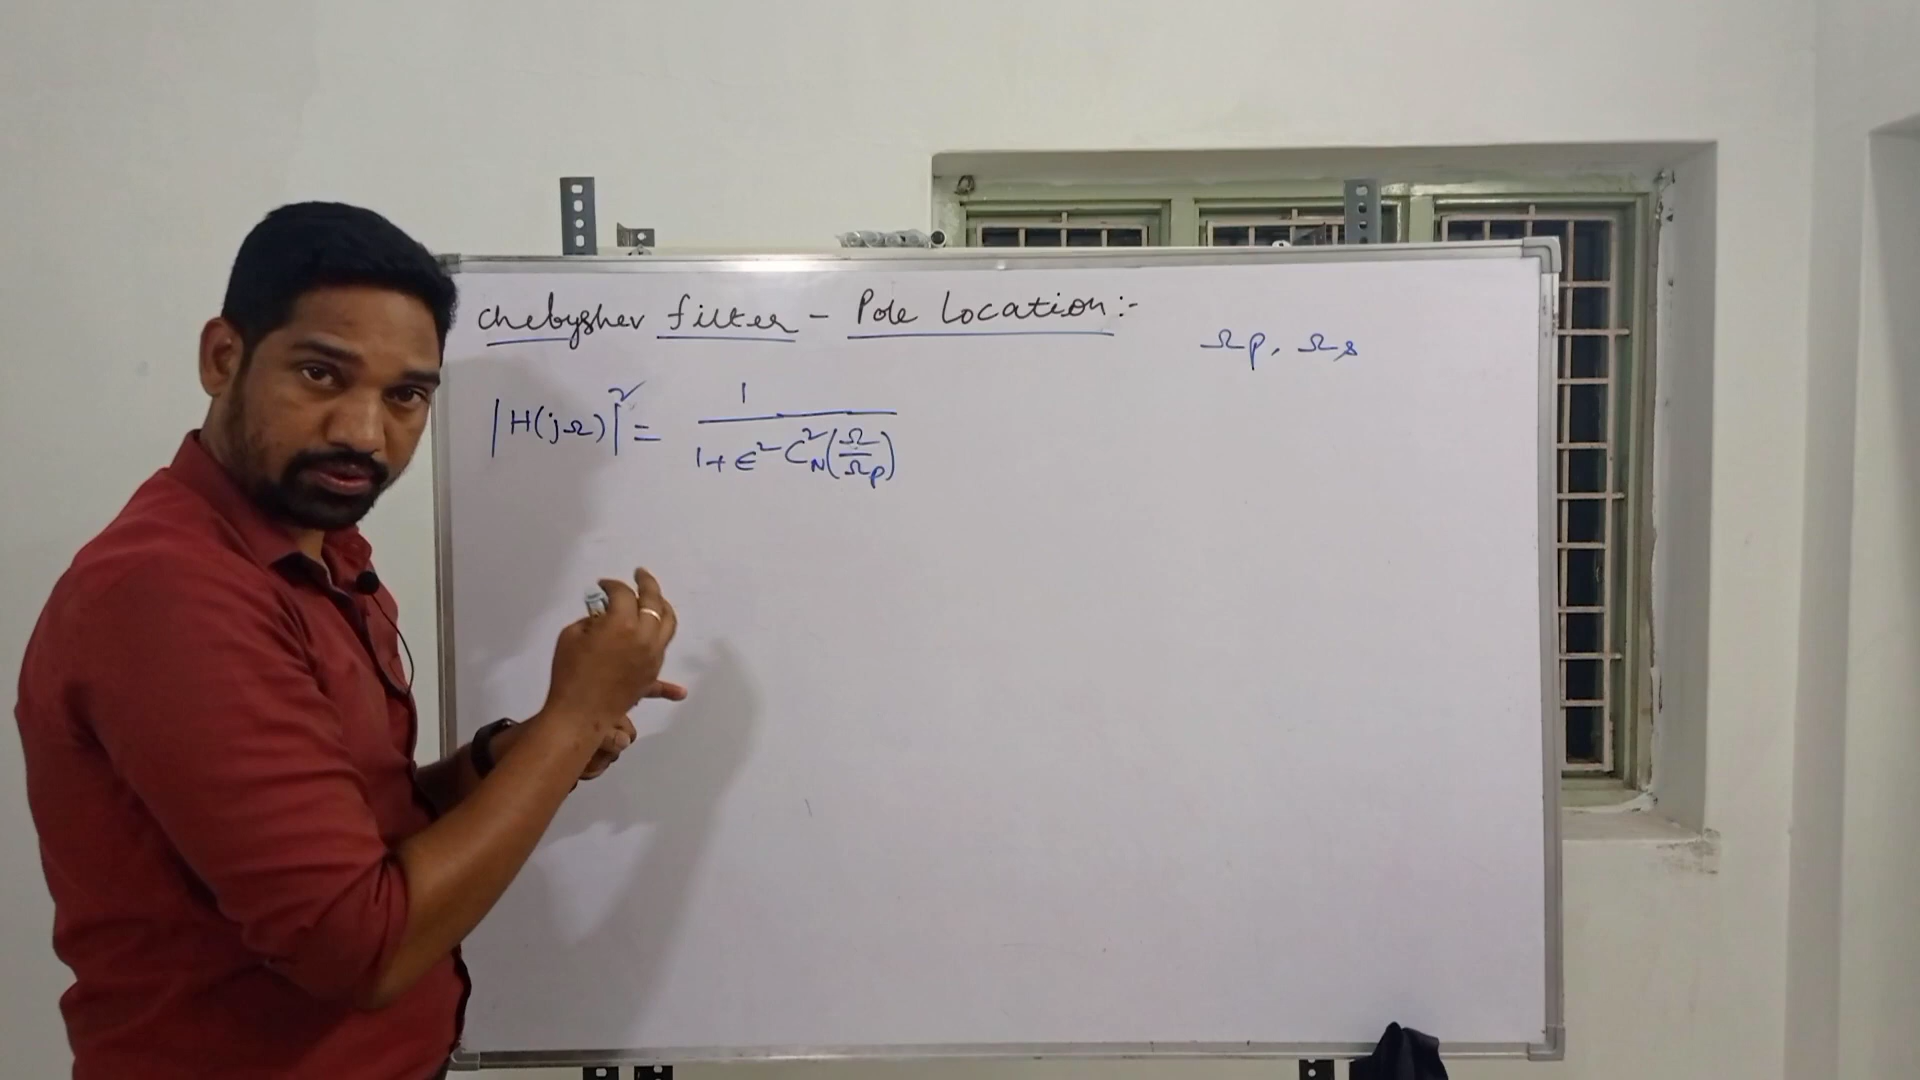 Chebyshev filter - Pole Location:-
Ωp, Ωs
|H(jΩ)|² = 1 / (1+ϵ² C²N(Ω/Ωp))